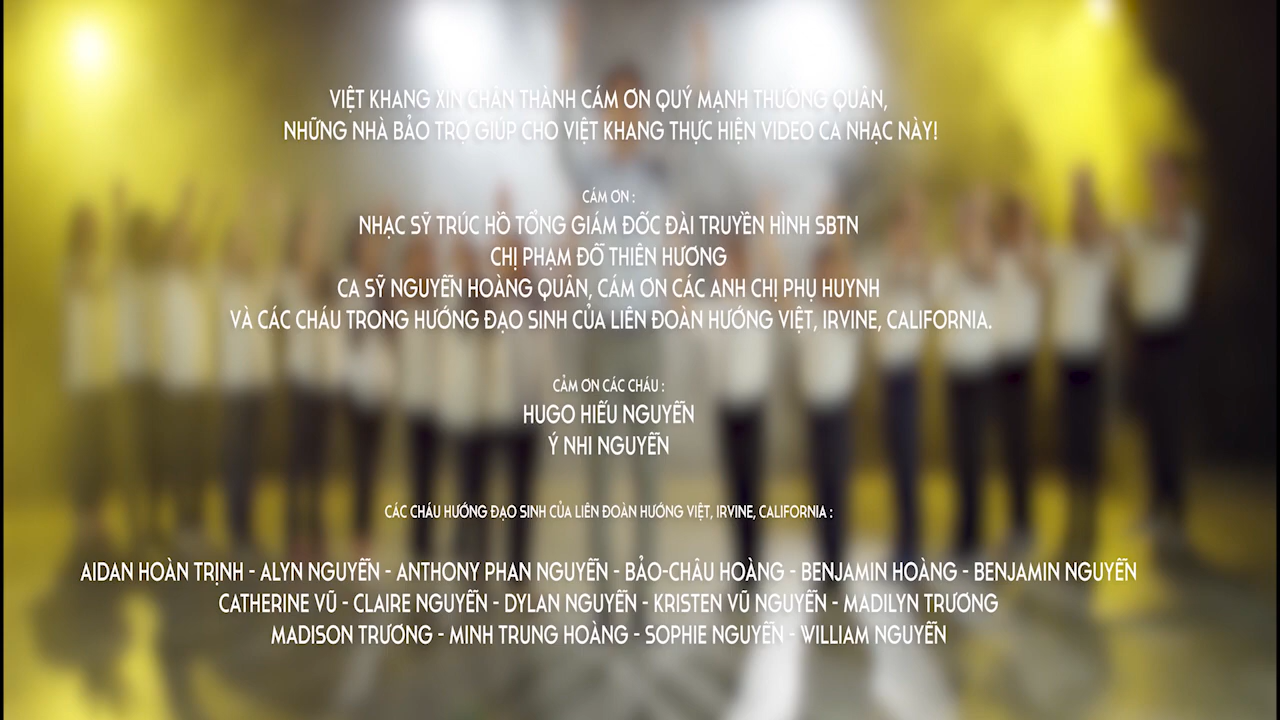 VIỆT KHANG XIN CHÂN THÀNH CÁM ƠN QUÝ MẠNH THƯỜNG QUÂN,
NHỮNG NHÀ BẢO TRỢ GIÚP CHO VIỆT KHANG THỰC HIỆN VIDEO CA NHẠC NÀY!
CÁM ƠN :
NHẠC SỸ TRÚC HỒ TỔNG GIÁM ĐỐC ĐÀI TRUYỀN HÌNH SBTN
CHỊ PHẠM ĐỖ THIÊN HƯƠNG
CA SỸ NGUYỄN HOÀNG QUÂN, CÁM ƠN CÁC ANH CHỊ PHỤ HUYNH
VÀ CÁC CHÁU TRONG HƯỚNG ĐẠO SINH CỦA LIÊN ĐOÀN HƯỚNG VIỆT, IRVINE, CALIFORNIA.
CẢM ƠN CÁC CHÁU :
HUGO HIẾU NGUYỄN
Ý NHI NGUYỄN
CÁC CHÁU HƯỚNG ĐẠO SINH CỦA LIÊN ĐOÀN HƯỚNG VIỆT, IRVINE, CALIFORNIA :
AIDAN HOÀN TRỊNH - ALYN NGUYỄN - ANTHONY PHAN NGUYỄN - BẢO-CHÂU HOÀNG - BENJAMIN HOÀNG - BENJAMIN NGUYỄN
CATHERINE VŨ - CLAIRE NGUYỄN - DYLAN NGUYỄN - KRISTEN VŨ NGUYỄN - MADILYN TRƯƠNG
MADISON TRƯƠNG - MINH TRUNG HOÀNG - SOPHIE NGUYỄN - WILLIAM NGUYỄN